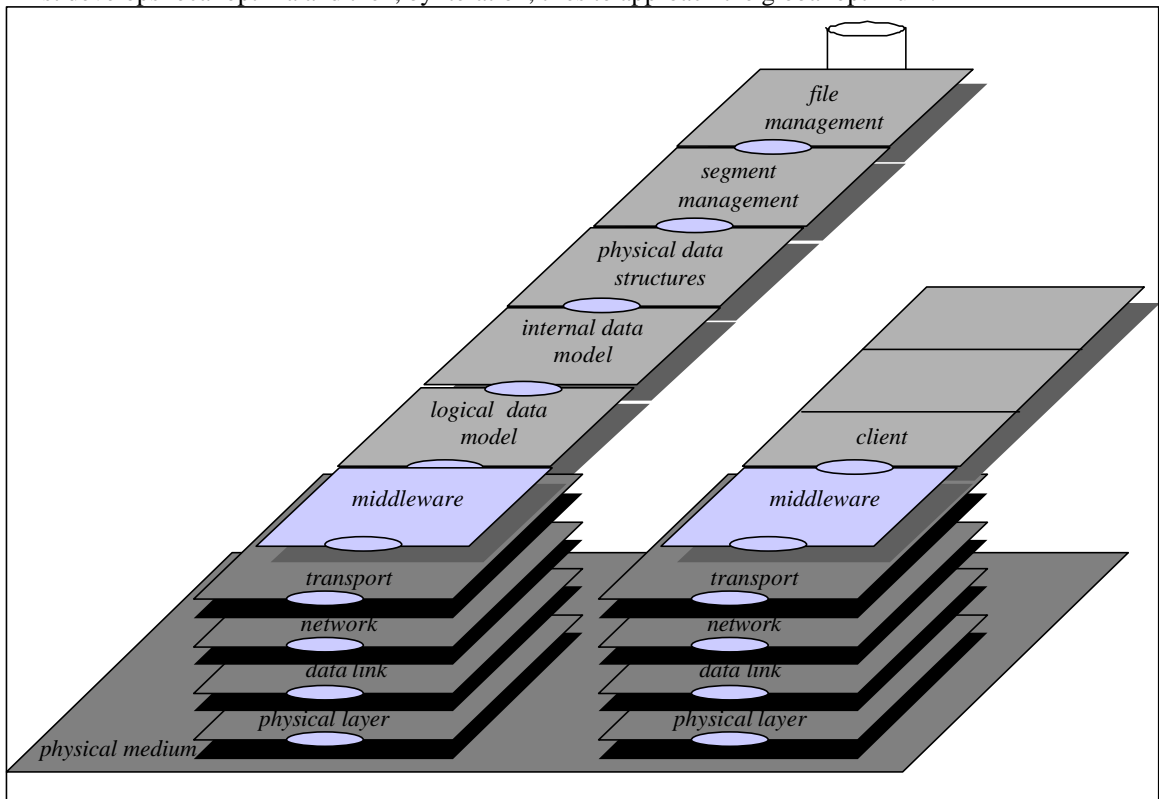 file
management
segment
management
physical data
structures
internal data
model
logical data
model
client
middleware
middleware
transport
transport
network
network
data link
data link
physical layer
physical layer
physical medium